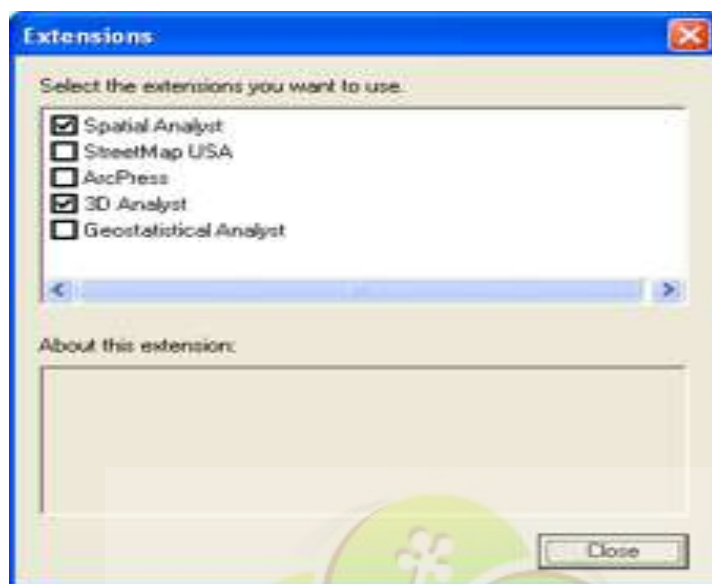 Extensions
Select the extensions you want to use.
Spatial Analyst
StreetMap USA
ArcPress
3D Analyst
Geostatistical Analyst
About this extension:
Close